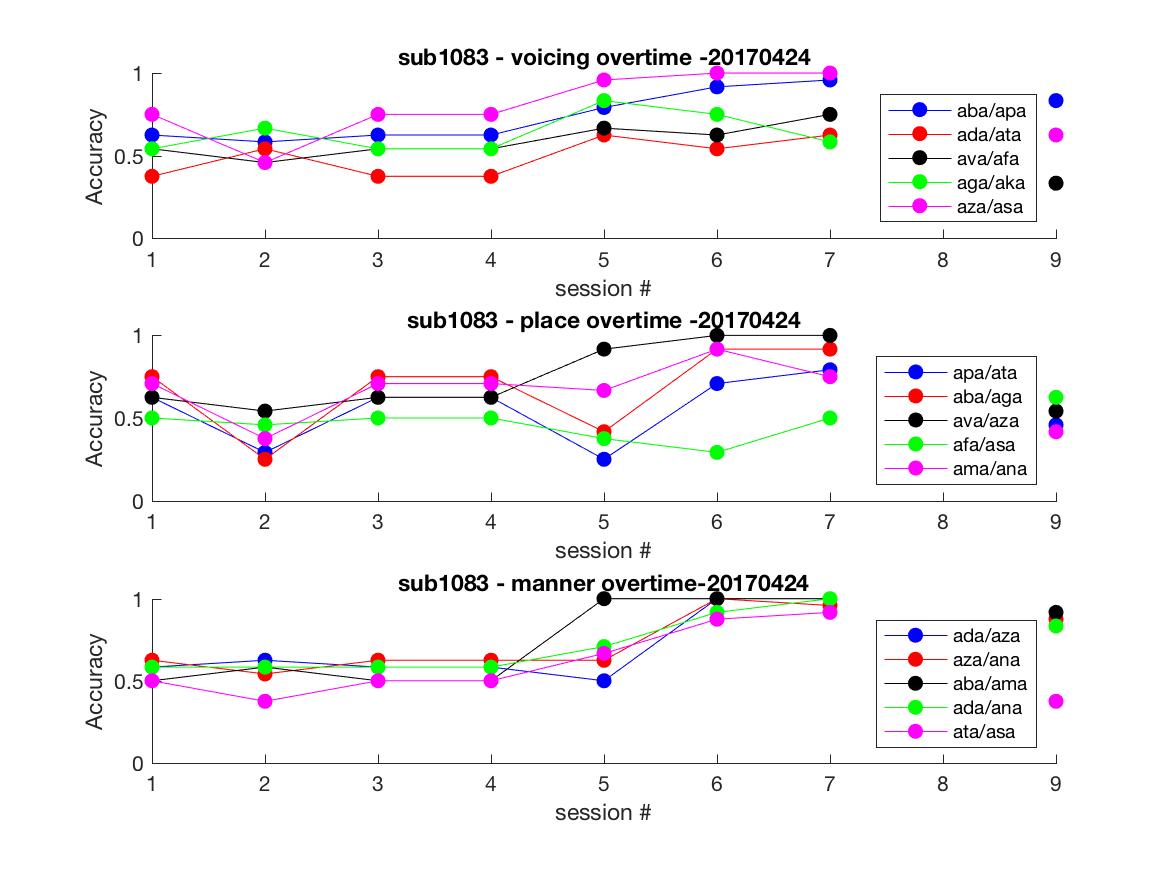 sub1083 - voicing overtime -20170424
1
0.5
0
Accuracy
1 2 3 4 5 6 7 8 9
session #
aba/apa
ada/ata
ava/afa
aga/aka
aza/asa
sub1083 - place overtime -20170424
1
0.5
0
Accuracy
1 2 3 4 5 6 7 8 9
session #
apa/ata
aba/aga
ava/aza
afa/asa
ama/ana
sub1083 - manner overtime-20170424
1
0.5
0
Accuracy
1 2 3 4 5 6 7 8 9
session #
ada/aza
aza/ana
aba/ama
ada/ana
ata/asa